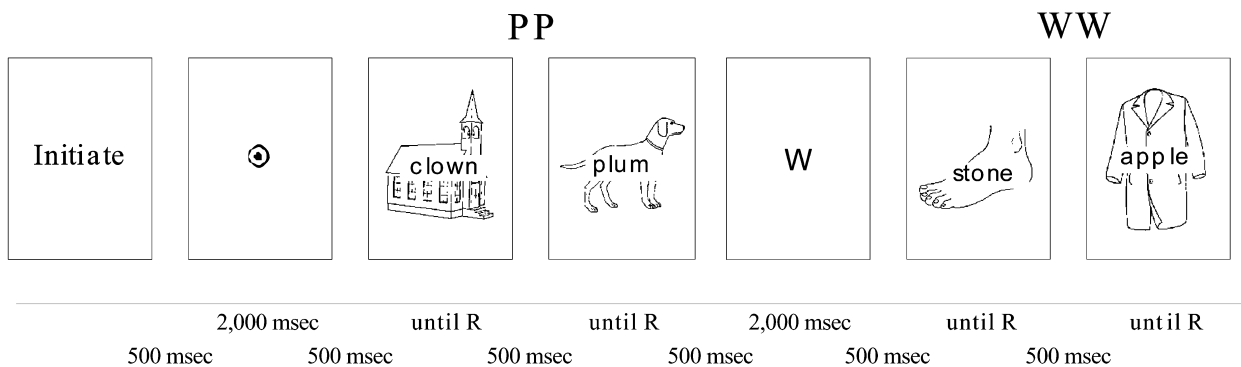 PP WW
Initiate
clown
plum
W
stone
apple
2,000 msec until R until R 2,000 msec until R until R
500 msec 500 msec 500 msec 500 msec 500 msec 500 msec